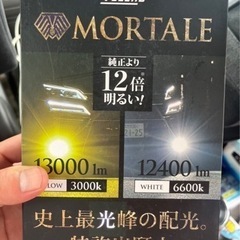 MORTALE
純正より
12倍
明るい!
13000 lm
12400 lm
YELLOW 3000k
WHITE 6600k
史上最光峰の配光。